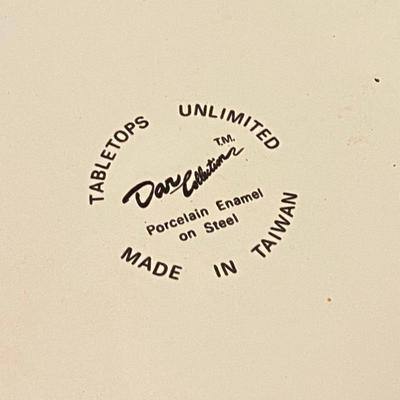 TABLETOPS UNLIMITED
T.M.
Dan Collection
Porcelain Enamel
on Steel
MADE IN TAIWAN